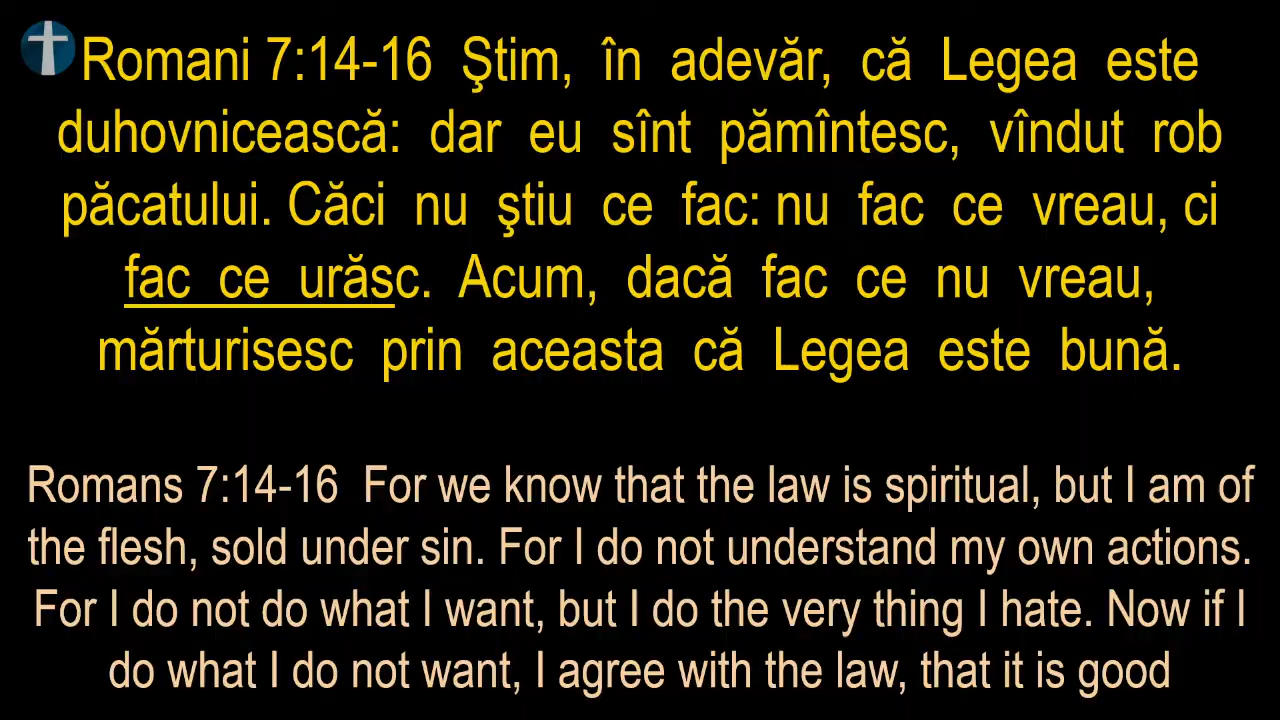 Romani 7:14-16 Ştim, în adevăr, că Legea este
duhovnicească: dar eu sînt pămîntesc, vîndut rob
păcatului. Căci nu ştiu ce fac: nu fac ce vreau, ci
fac ce urăsc. Acum, dacă fac ce nu vreau,
mărturisesc prin aceasta că Legea este bună.
Romans 7:14-16 For we know that the law is spiritual, but I am of
the flesh, sold under sin. For I do not understand my own actions.
For I do not do what I want, but I do the very thing I hate. Now if I
do what I do not want, I agree with the law, that it is good